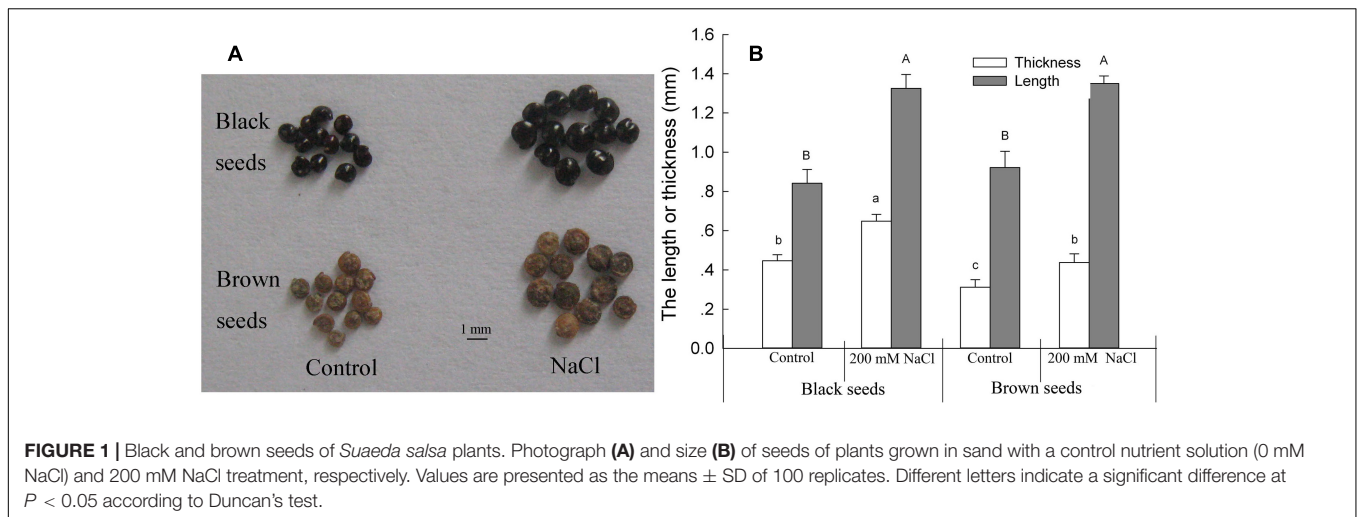 A
Black
seeds
Brown
seeds
1 mm
Control
NaCl
B
The length or thickness (mm)
1.6
1.4
1.2
1.0
.8
.6
.4
.2
0.0
Thickness
Length
b
B
a
A
c
B
b
A
Control
200 mM NaCl
Control
200 mM NaCl
Black seeds
Brown seeds
FIGURE 1 | Black and brown seeds of Suaeda salsa plants. Photograph (A) and size (B) of seeds of plants grown in sand with a control nutrient solution (0 mM
NaCl) and 200 mM NaCl treatment, respectively. Values are presented as the means ± SD of 100 replicates. Different letters indicate a significant difference at
P < 0.05 according to Duncan's test.